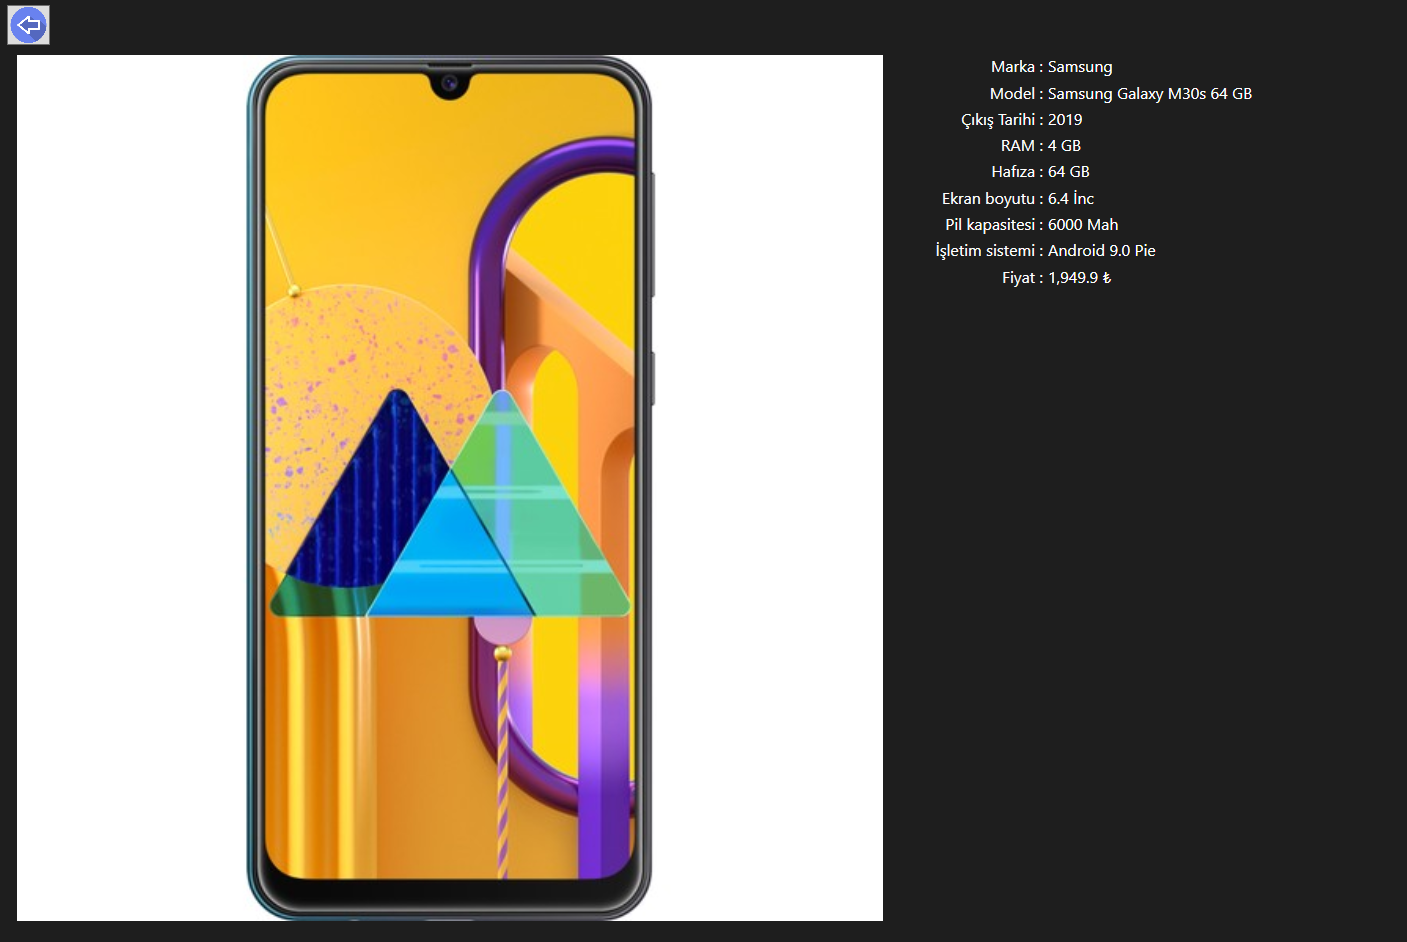 Marka : Samsung
Model : Samsung Galaxy M30s 64 GB
Çıkış Tarihi : 2019
RAM : 4 GB
Hafıza : 64 GB
Ekran boyutu : 6.4 İnc
Pil kapasitesi : 6000 Mah
İşletim sistemi : Android 9.0 Pie
Fiyat : 1,949.9 ₺